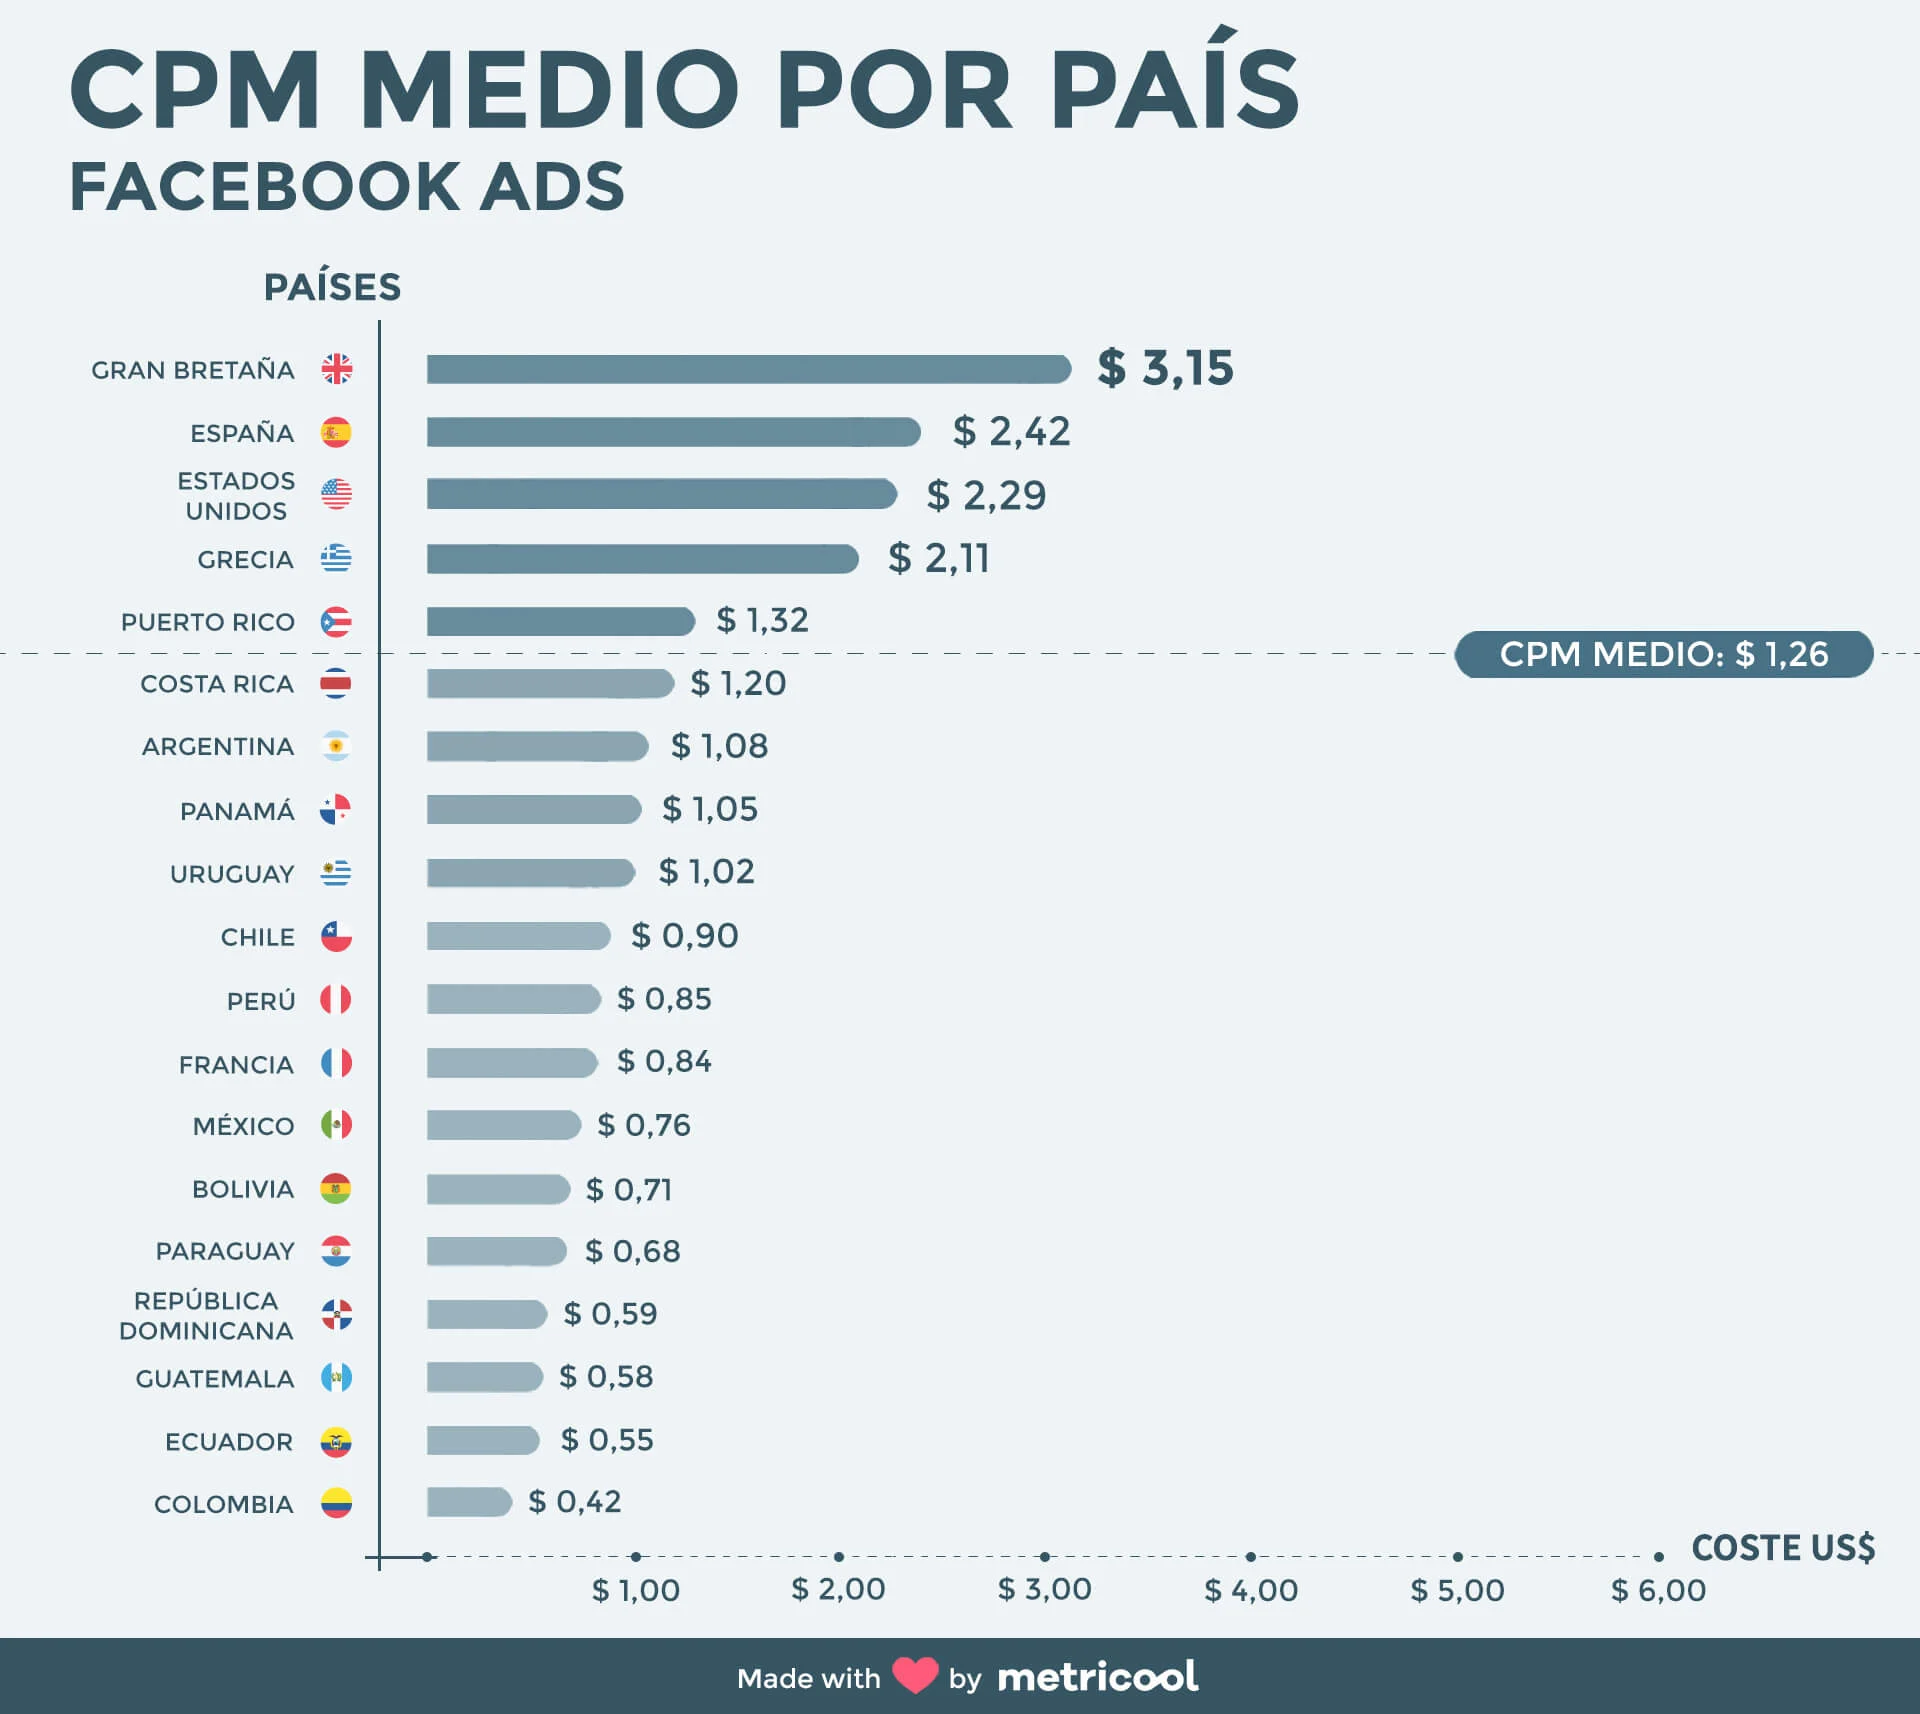 CPM MEDIO POR PAÍS
FACEBOOK ADS
PAÍSES
GRAN BRETAÑA $ 3,15
ESPAÑA $ 2,42
ESTADOS
UNIDOS $ 2,29
GRECIA $ 2,11
PUERTO RICO $ 1,32
CPM MEDIO: $ 1,26
COSTA RICA $ 1,20
ARGENTINA $ 1,08
PANAMÁ $ 1,05
URUGUAY $ 1,02
CHILE $ 0,90
PERÚ $ 0,85
FRANCIA $ 0,84
MÉXICO $ 0,76
BOLIVIA $ 0,71
PARAGUAY $ 0,68
REPÚBLICA
DOMINICANA $ 0,59
GUATEMALA $ 0,58
ECUADOR $ 0,55
COLOMBIA $ 0,42
COSTE US$
$ 1,00 $ 2,00 $ 3,00 $ 4,00 $ 5,00 $ 6,00
Made with by metricool